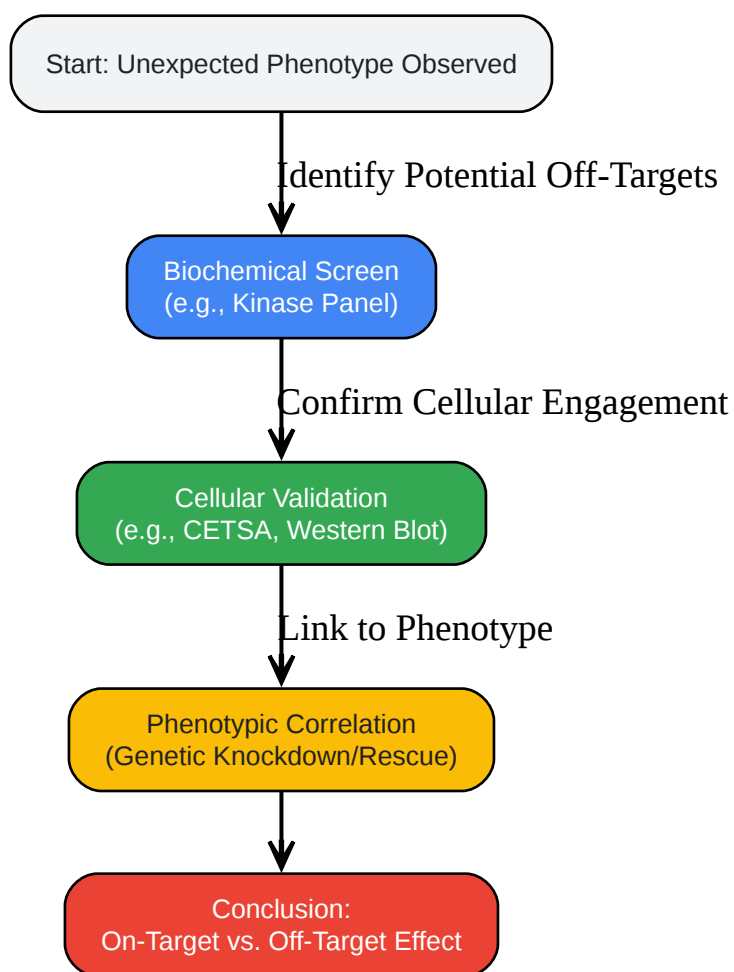 Start: Unexpected Phenotype Observed
Identify Potential Off-Targets
Biochemical Screen
(e.g., Kinase Panel)
Confirm Cellular Engagement
Cellular Validation
(e.g., CETSA, Western Blot)
Link to Phenotype
Phenotypic Correlation
(Genetic Knockdown/Rescue)
Conclusion:
On-Target vs. Off-Target Effect